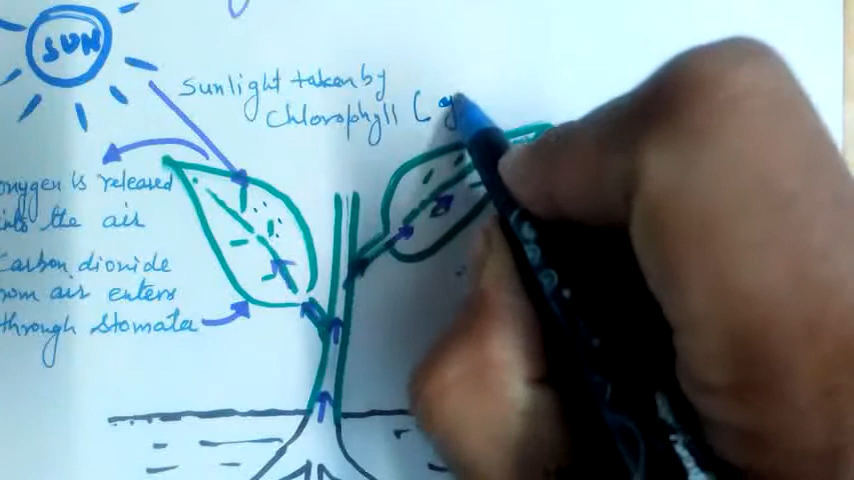 SUN
Sunlight taken by
Chlorophyll (
oxygen is released
into the air
Carbon dioxide
from air enters
through Stomata